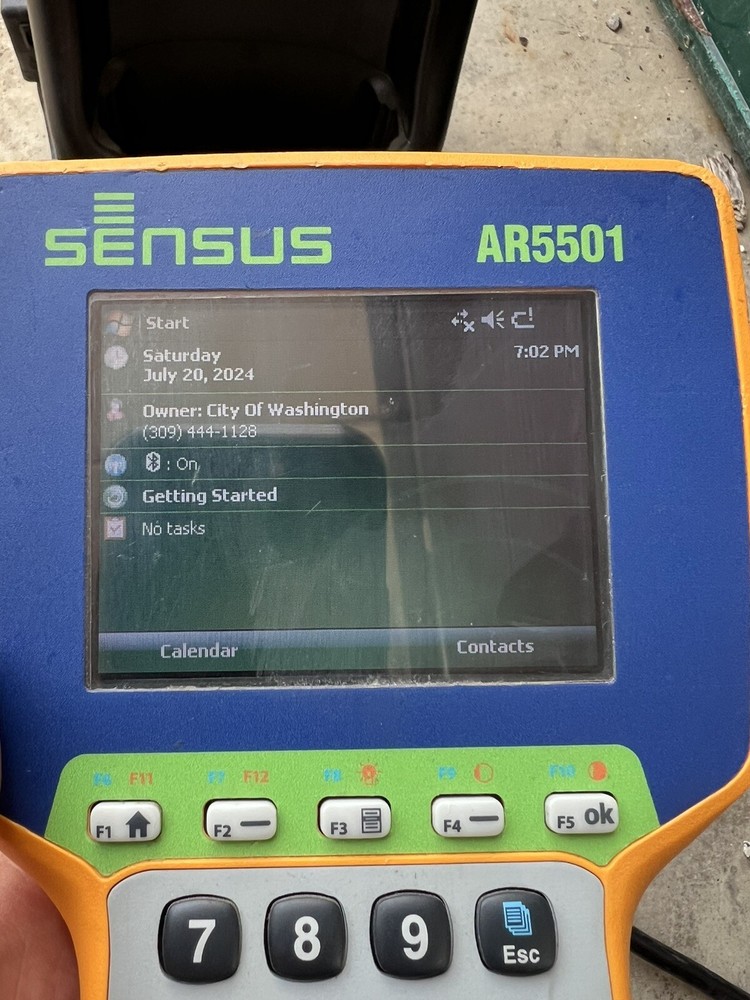 SENSUS
AR5501
Start
Saturday
7:02 PM
July 20, 2024
Owner: City Of Washington
(309) 444-1128
: On
Getting Started
No tasks
Calendar Contacts
F6 F11 F7 F12 F8 F9 F10
F1 F2 F3 F4 F5 ok
7 8 9 Esc